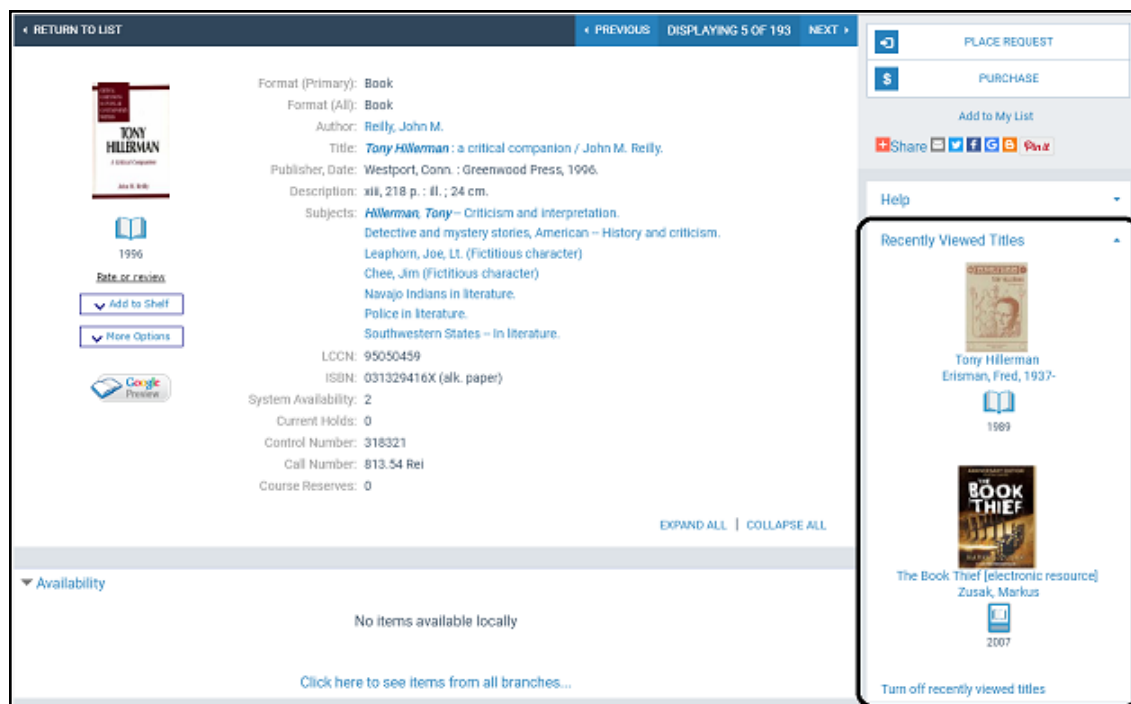 RETURN TO LIST
PREVIOUS DISPLAYING 5 OF 193 NEXT
TONY
HILLERMAN
A Critical Companion
John M. Reilly
1996
Rate or review
Add to Shelf
More Options
Google
Preview
Format (Primary): Book
Format (All): Book
Author: Reilly, John M.
Title: Tony Hillerman : a critical companion / John M. Reilly.
Publisher, Date: Westport, Conn. : Greenwood Press, 1996.
Description: xiii, 218 p. : ill. ; 24 cm.
Subjects: Hillerman, Tony -- Criticism and interpretation.
Detective and mystery stories, American -- History and criticism.
Leaphorn, Joe, Lt. (Fictitious character)
Chee, Jim (Fictitious character)
Navajo Indians in literature.
Police in literature.
Southwestern States -- In literature.
LCCN: 95050459
ISBN: 031329416X (alk. paper)
System Availability: 2
Current Holds: 0
Control Number: 318321
Call Number: 813.54 Rei
Course Reserves: 0
EXPAND ALL | COLLAPSE ALL
Availability
No items available locally
Click here to see items from all branches...
PLACE REQUEST
$ PURCHASE
Add to My List
Share Pin it
Help
Recently Viewed Titles
Tony Hillerman
Erisman, Fred, 1937-
1989
THE
BOOK
THIEF
The Book Thief [electronic resource]
Zusak, Markus
2007
Turn off recently viewed titles